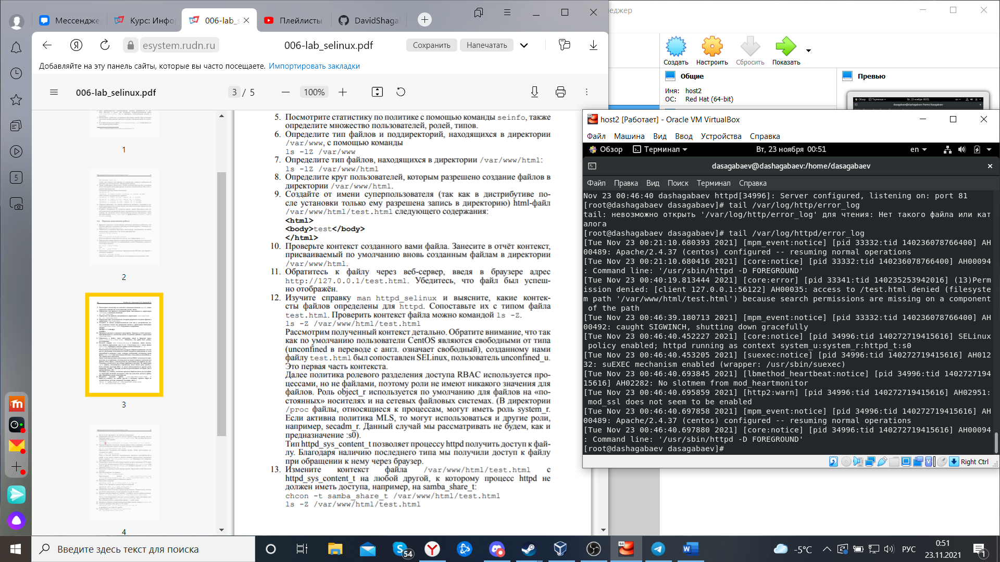 Мессендже
Курс: Инфо
006-lab_s
Плейлисты
DavidShaga
еджер
esystem.rudn.ru
006-lab_selinux.pdf
Сохранить
Напечатать
Добавляйте на эту панель сайты, которые вы часто посещаете. Импортировать закладки
006-lab_selinux.pdf
3 / 5
100%
1
2
3
4
5
5. Посмотрите статистику по политике с помощью команды seinfo, также
определите множество пользователей, ролей, типов.
6. Определите тип файлов и поддиректорий, находящихся в директории
/var/www, с помощью команды
ls -lZ /var/www
7. Определите тип файлов, находящихся в директории /var/www/html:
ls -lZ /var/www/html
8. Определите круг пользователей, которым разрешено создание файлов в
директории /var/www/html.
9. Создайте от имени суперпользователя (так как в дистрибутиве по-
сле установки только ему разрешена запись в директорию) html-файл
/var/www/html/test.html следующего содержания:
<html>
<body>test</body>
</html>
10. Проверьте контекст созданного вами файла. Занесите в отчёт контекст,
присваиваемый по умолчанию вновь созданным файлам в директории
/var/www/html.
11. Обратитесь к файлу через веб-сервер, введя в браузере адрес
http://127.0.0.1/test.html. Убедитесь, что файл был успеш-
но отображён.
12. Изучите справку man httpd_selinux и выясните, какие контек-
сты файлов определены для httpd. Сопоставьте их с типом файла
test.html. Проверить контекст файла можно командой ls -Z.
ls -Z /var/www/html/test.html
Рассмотрим полученный контекст детально. Обратите внимание, что так
как по умолчанию пользователи CentOS являются свободными от типа
(unconfined в переводе с англ. означает свободный), созданному нами
файлу test.html был сопоставлен SELinux, пользователь unconfined_u.
Это первая часть контекста.
Далее политика ролевого разделения доступа RBAC используется про-
цессами, но не файлами, поэтому роли не имеют никакого значения для
файлов. Роль object_r используется по умолчанию для файлов на «по-
стоянных» носителях и на сетевых файловых системах. (В директории
/proc файлы, относящиеся к процессам, могут иметь роль system_r.
Если активна политика MLS, то могут использоваться и другие роли,
например, secadm_r. Данный случай мы рассматривать не будем, как и
предназначение :s0).
Тип httpd_sys_content_t позволяет процессу httpd получить доступ к фай-
лу. Благодаря наличию последнего типа мы получили доступ к файлу
при обращении к нему через браузер.
13. Измените контекст файла /var/www/html/test.html с
httpd_sys_content_t на любой другой, к которому процесс httpd не
должен иметь доступа, например, на samba_share_t:
chcon -t samba_share_t /var/www/html/test.html
ls -Z /var/www/html/test.html
Создать
Настроить
Сбросить
Показать
Общие
Имя: host2
ОС: Red Hat (64-bit)
Превью
host2 [Работает] - Oracle VM VirtualBox
Файл Машина Вид Ввод Устройства Справка
Обзор Терминал Вт, 23 ноября 00:51 en
dasagabaev@dashagabaev:/home/dasagabaev
Файл Правка Вид Поиск Терминал Справка
Nov 23 00:46:40 dashagabaev httpd[34996]: Server configured, listening on: port 81
[root@dashagabaev dasagabaev]# tail /var/log/http/error_log
tail: невозможно открыть '/var/log/http/error_log' для чтения: Нет такого файла или кат
алога
[root@dashagabaev dasagabaev]# tail /var/log/httpd/error_log
[Tue Nov 23 00:21:10.680393 2021] [mpm_event:notice] [pid 33332:tid 140236078766400] AH
00489: Apache/2.4.37 (centos) configured -- resuming normal operations
[Tue Nov 23 00:21:10.680416 2021] [core:notice] [pid 33332:tid 140236078766400] AH00094
: Command line: '/usr/sbin/httpd -D FOREGROUND'
[Tue Nov 23 00:40:19.813444 2021] [core:error] [pid 33341:tid 140235253942016] (13)Perm
ission denied: [client 127.0.0.1:56122] AH00035: access to /test.html denied (filesyste
m path '/var/www/html/test.html') because search permissions are missing on a component
of the path
[Tue Nov 23 00:46:39.180713 2021] [mpm_event:notice] [pid 33332:tid 140236078766400] AH
00492: caught SIGWINCH, shutting down gracefully
[Tue Nov 23 00:46:40.452227 2021] [core:notice] [pid 34996:tid 140272719415616] SELinux
policy enabled; httpd running as context system_u:system_r:httpd_t:s0
[Tue Nov 23 00:46:40.453205 2021] [suexec:notice] [pid 34996:tid 140272719415616] AH012
32: suEXEC mechanism enabled (wrapper: /usr/sbin/suexec)
[Tue Nov 23 00:46:40.693845 2021] [lbmethod_heartbeat:notice] [pid 34996:tid 1402727194
15616] AH02282: No slotmem from mod_heartmonitor
[Tue Nov 23 00:46:40.695859 2021] [http2:warn] [pid 34996:tid 140272719415616] AH02951:
mod_ssl does not seem to be enabled
[Tue Nov 23 00:46:40.697858 2021] [mpm_event:notice] [pid 34996:tid 140272719415616] AH
00489: Apache/2.4.37 (centos) configured -- resuming normal operations
[Tue Nov 23 00:46:40.697880 2021] [core:notice] [pid 34996:tid 140272719415616] AH00094
: Command line: '/usr/sbin/httpd -D FOREGROUND'
[root@dashagabaev dasagabaev]#
Right Ctrl
Введите здесь текст для поиска
54
-5°C
РУС
0:51
23.11.2021
1